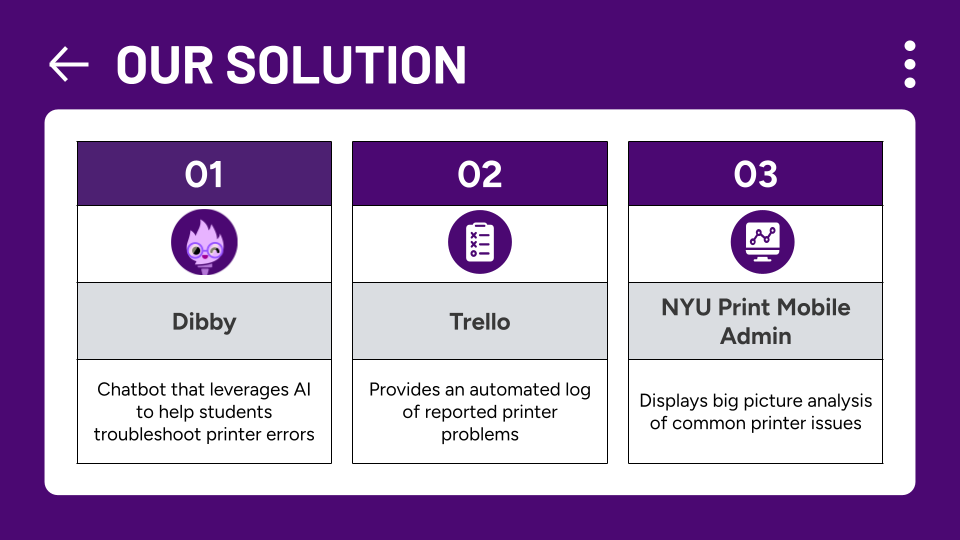 OUR SOLUTION
01
02
03
Dibby
Trello
NYU Print Mobile
Admin
Chatbot that leverages AI
to help students
troubleshoot printer errors
Provides an automated log
of reported printer
problems
Displays big picture analysis
of common printer issues